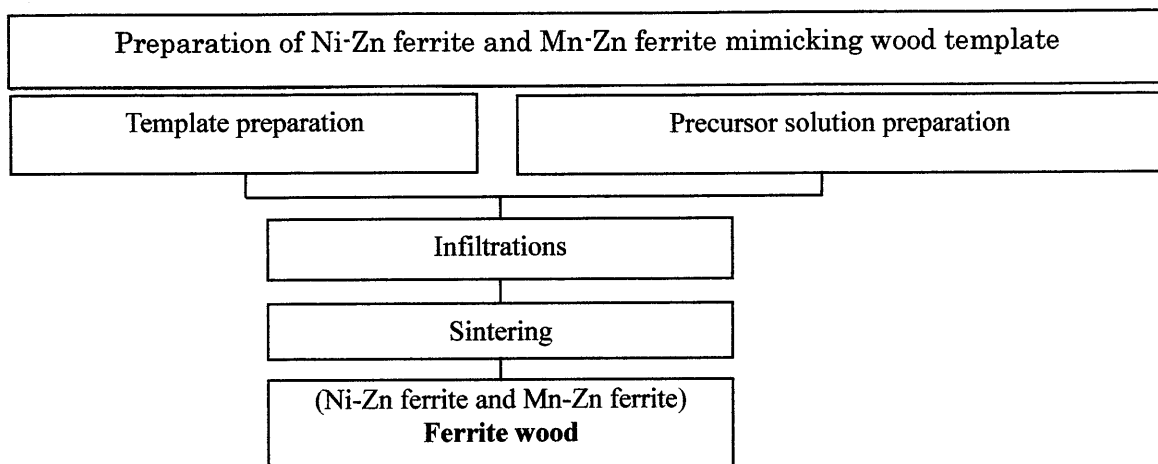 Preparation of Ni-Zn ferrite and Mn-Zn ferrite mimicking wood template
Template preparation
Precursor solution preparation
Infiltrations
Sintering
(Ni-Zn ferrite and Mn-Zn ferrite)
Ferrite wood